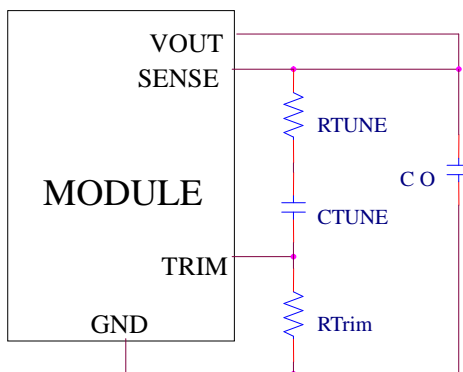 VOUT
SENSE
RTUNE
MODULE
C O
CTUNE
TRIM
GND
RTrim